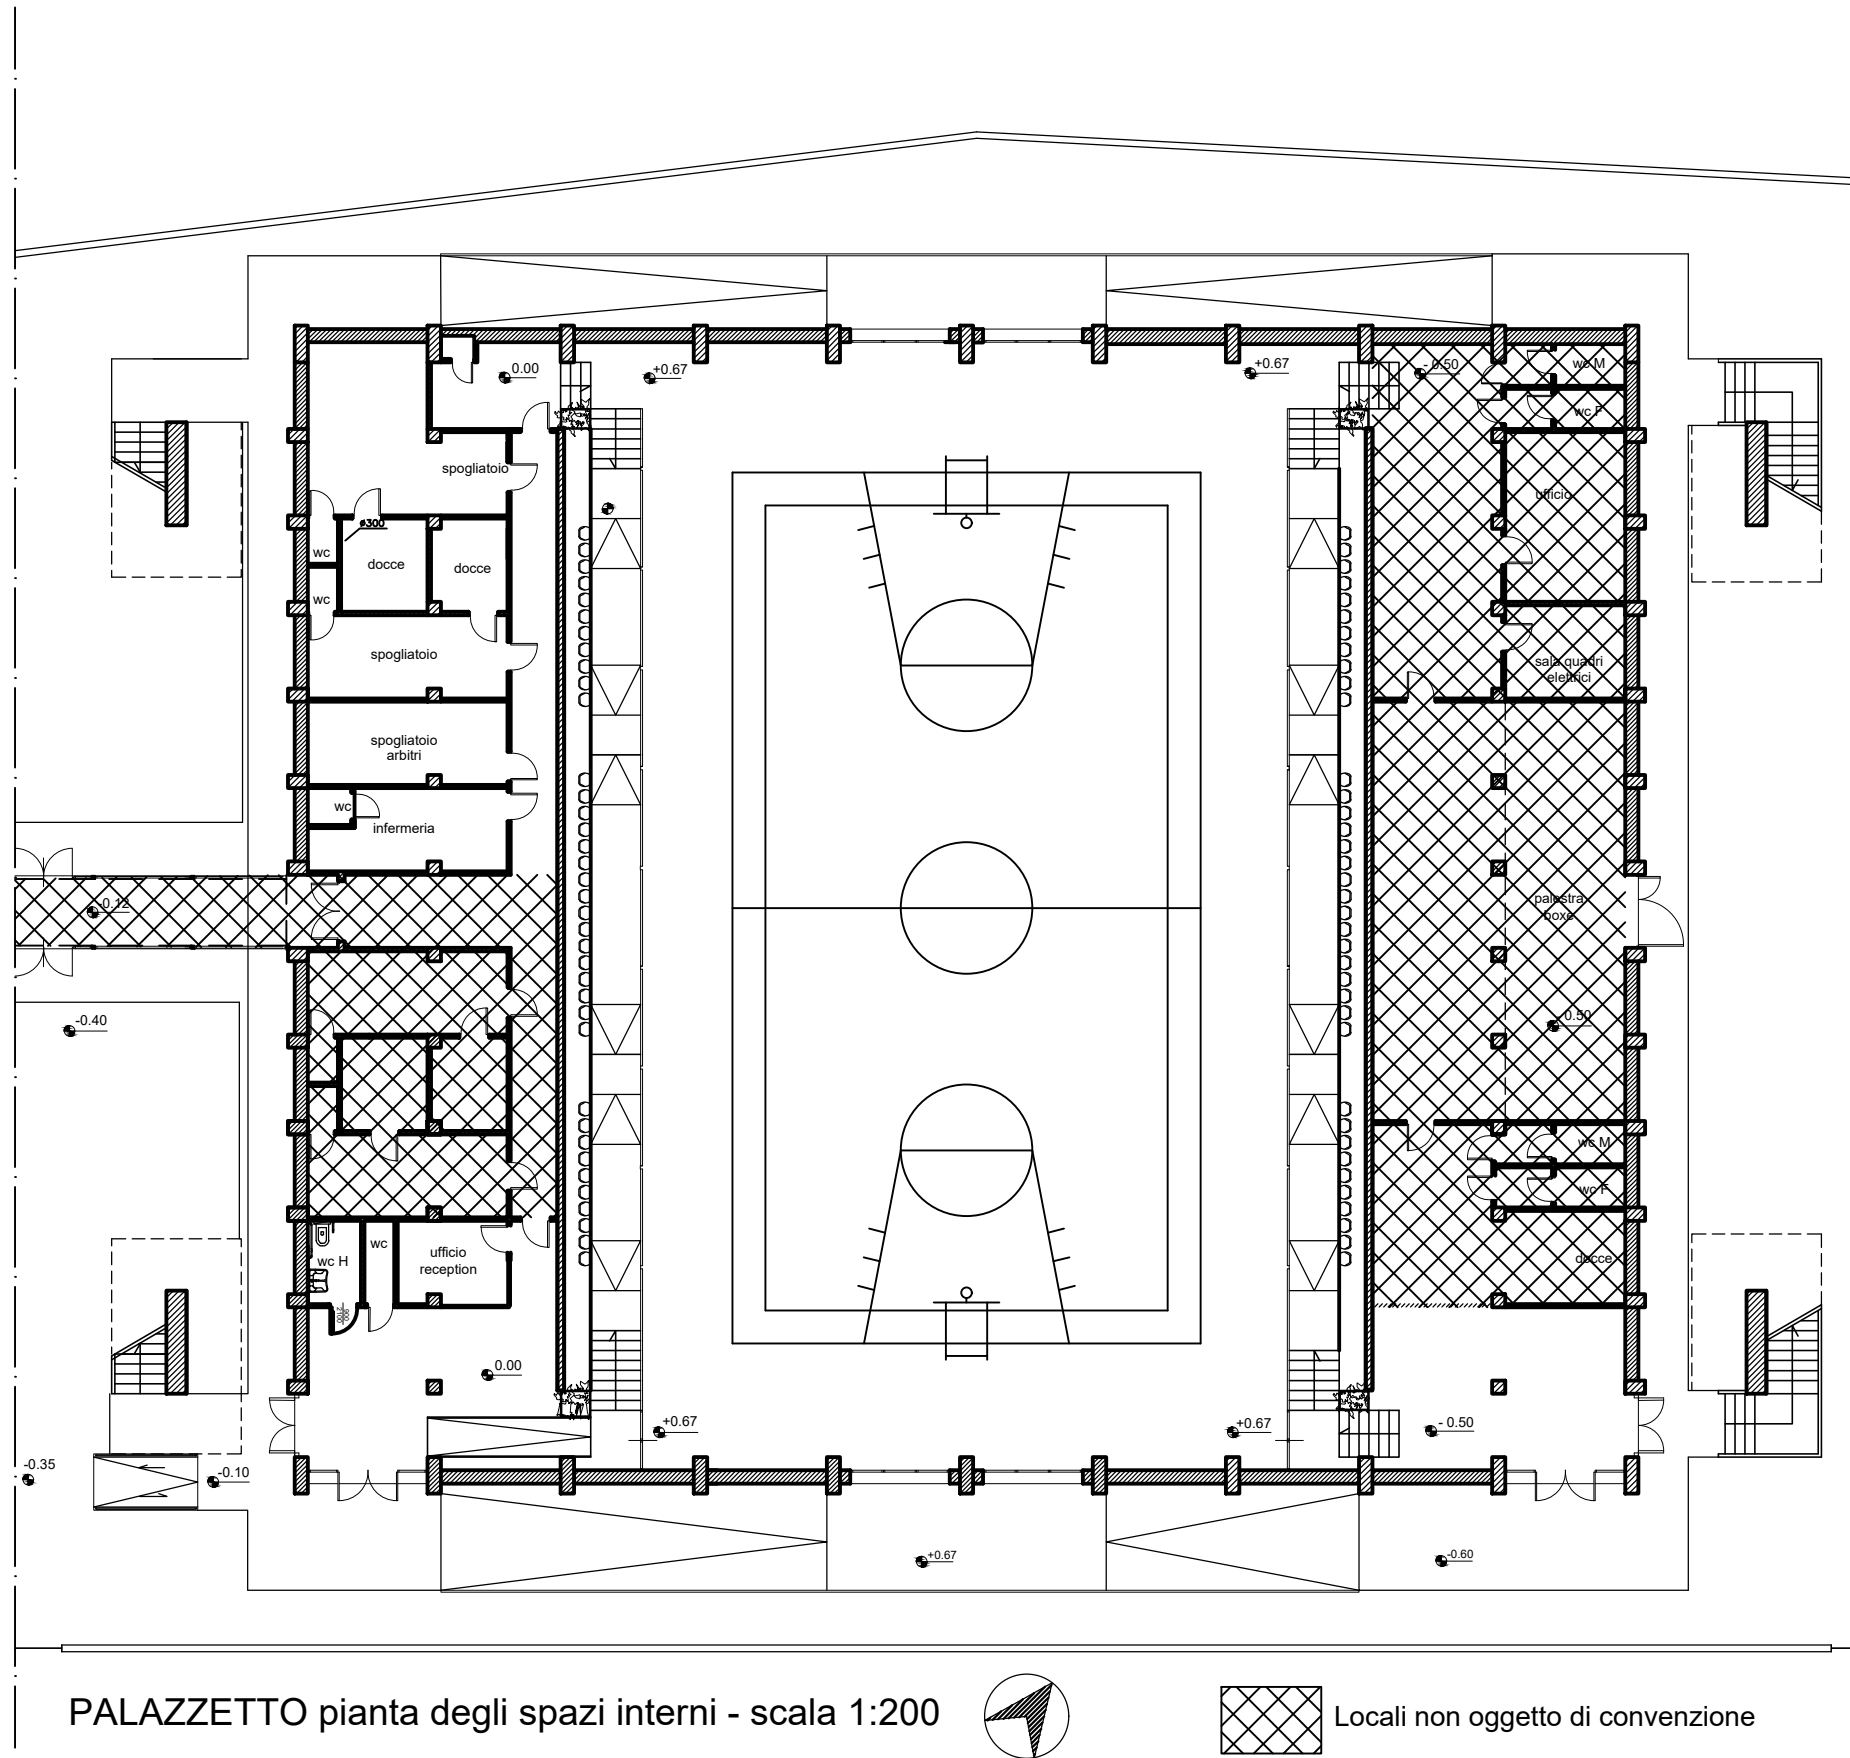 0.00
+0.67
+0.67
- 0.50
wc M
wc F
spogliatoio
ufficio
ø300
wc
docce
docce
wc
spogliatoio
sala quadri
elettrici
spogliatoio
arbitri
wc
infermeria
-0.12
palestra
boxe
-0.40
- 0.50
wc M
wc F
wc H
wc
ufficio
reception
docce
900
2100
0.00
+0.67
+0.67
- 0.50
-0.35
-0.10
+0.67
-0.60
PALAZZETTO pianta degli spazi interni - scala 1:200
Locali non oggetto di convenzione